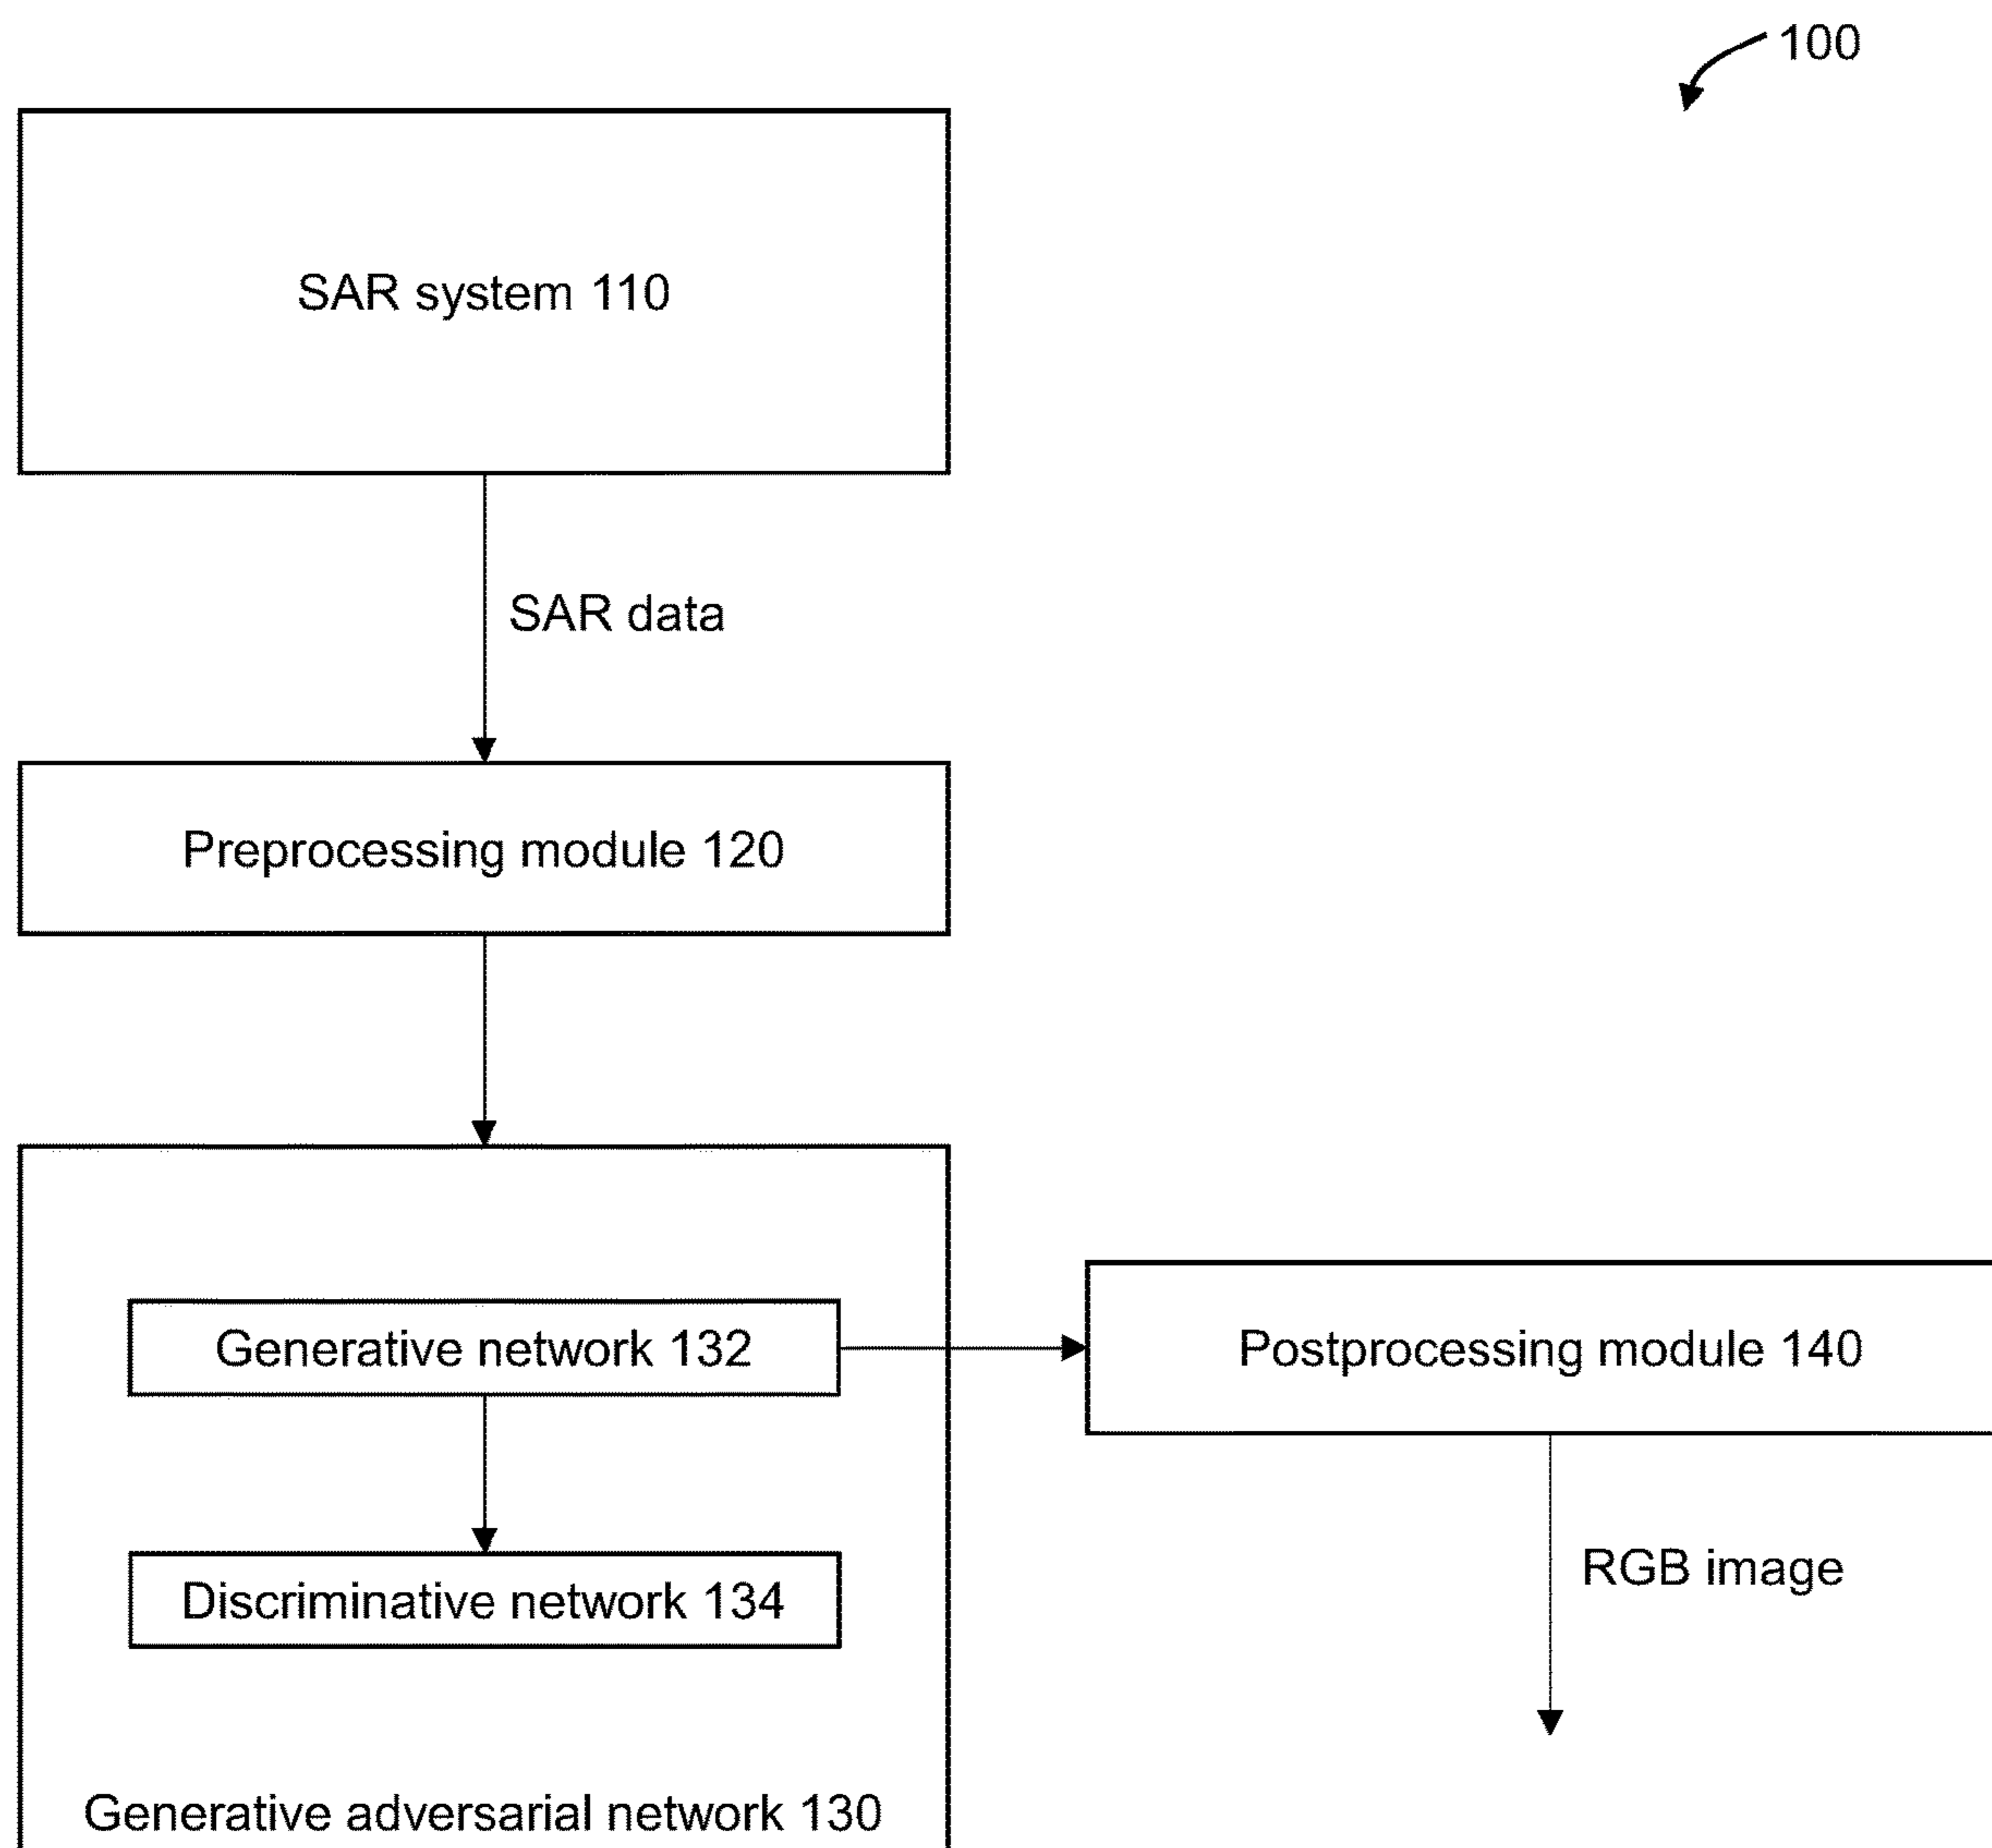 100
SAR system 110
SAR data
Preprocessing module 120
Generative network 132
Postprocessing module 140
RGB image
Discriminative network 134
Generative adversarial network 130